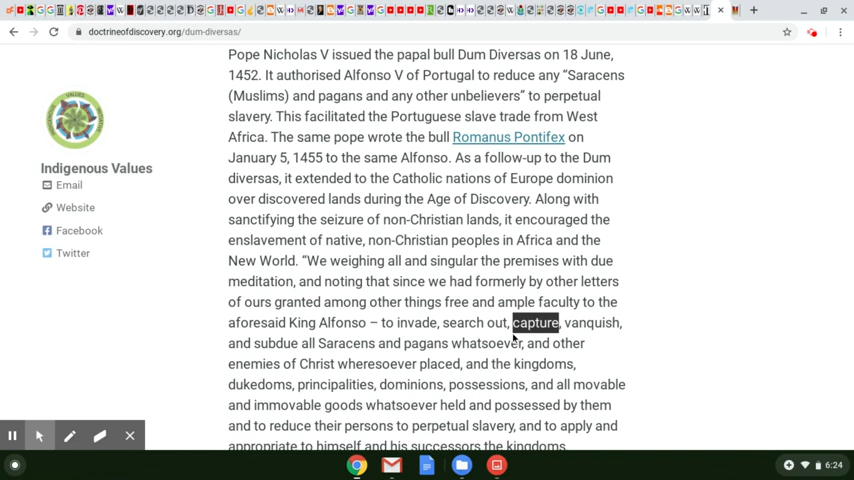 doctrineofdiscovery.org/dum-diversas/
Pope Nicholas V issued the papal bull Dum Diversas on 18 June,
1452. It authorised Alfonso V of Portugal to reduce any “Saracens
(Muslims) and pagans and any other unbelievers” to perpetual
slavery. This facilitated the Portuguese slave trade from West
Africa. The same pope wrote the bull Romanus Pontifex on
January 5, 1455 to the same Alfonso. As a follow-up to the Dum
diversas, it extended to the Catholic nations of Europe dominion
over discovered lands during the Age of Discovery. Along with
sanctifying the seizure of non-Christian lands, it encouraged the
enslavement of native, non-Christian peoples in Africa and the
New World. “We weighing all and singular the premises with due
meditation, and noting that since we had formerly by other letters
of ours granted among other things free and ample faculty to the
aforesaid King Alfonso – to invade, search out, capture, vanquish,
and subdue all Saracens and pagans whatsoever, and other
enemies of Christ wheresoever placed, and the kingdoms,
dukedoms, principalities, dominions, possessions, and all movable
and immovable goods whatsoever held and possessed by them
and to reduce their persons to perpetual slavery, and to apply and
appropriate to himself and his successors the kingdoms,
VALUES
Indigenous Values
Email
Website
Facebook
Twitter
6:24